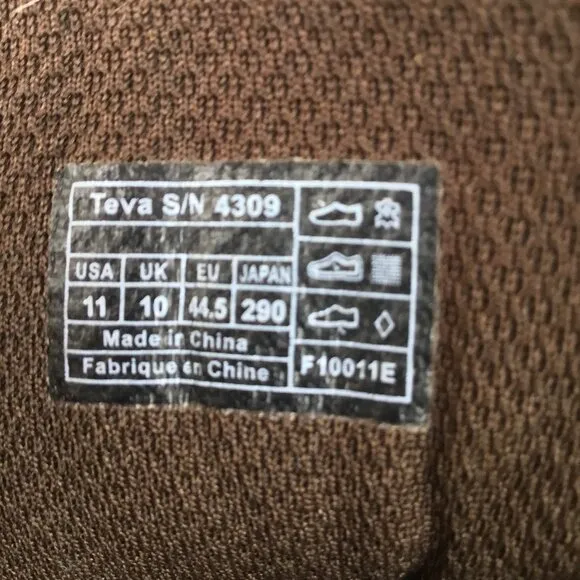 Teva S/N 4309
USA UK EU JAPAN
11 10 44.5 290
Made in China
Fabrique en Chine
F10011E